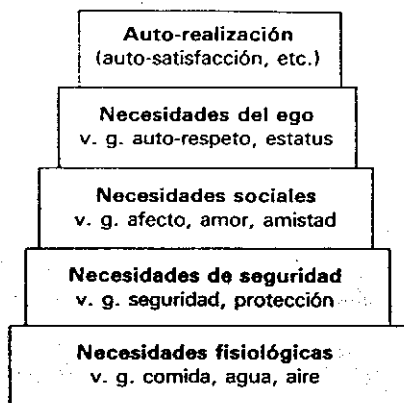 Auto-realización
(auto-satisfacción, etc.)
Necesidades del ego
v. g. auto-respeto, estatus
Necesidades sociales
v. g. afecto, amor, amistad
Necesidades de seguridad
v. g. seguridad, protección
Necesidades fisiológicas
v. g. comida, agua, aire